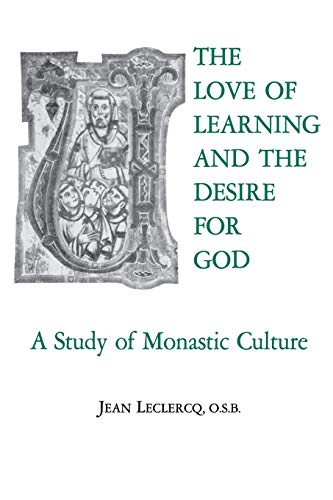 THE
LOVE OF
LEARNING
AND THE
DESIRE
FOR
GOD
A Study of Monastic Culture
JEAN LECLERCQ, O.S.B.